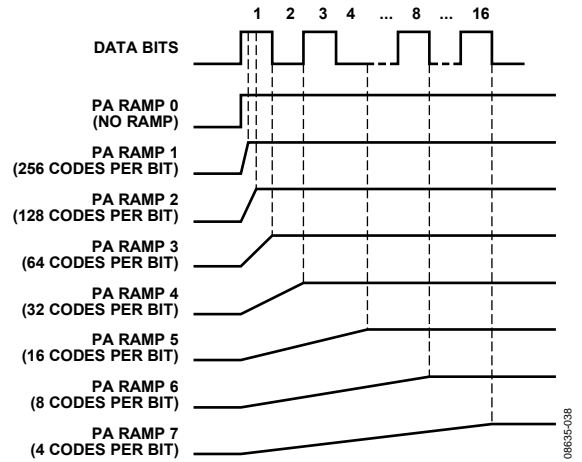 1 2 3 4 ... 8 ... 16
DATA BITS
PA RAMP 0
(NO RAMP)
PA RAMP 1
(256 CODES PER BIT)
PA RAMP 2
(128 CODES PER BIT)
PA RAMP 3
(64 CODES PER BIT)
PA RAMP 4
(32 CODES PER BIT)
PA RAMP 5
(16 CODES PER BIT)
PA RAMP 6
(8 CODES PER BIT)
PA RAMP 7
(4 CODES PER BIT)
08635-038